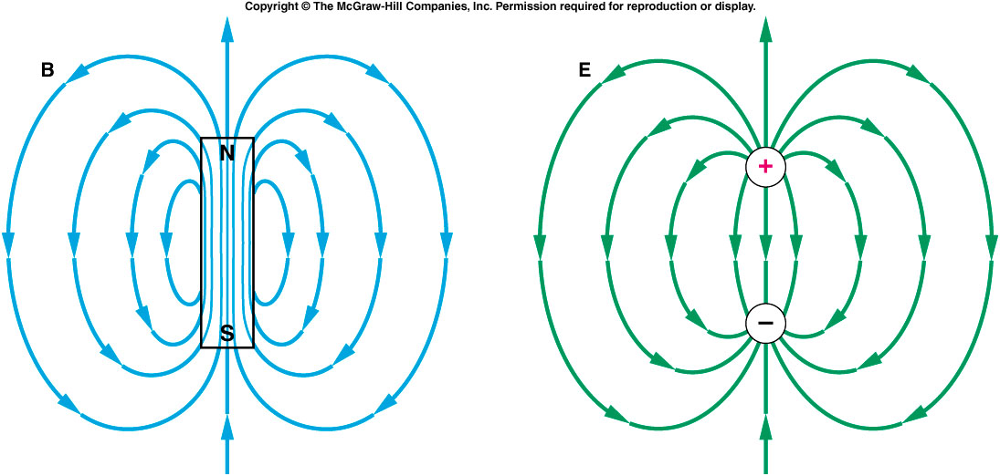 Copyright © The McGraw-Hill Companies, Inc. Permission required for reproduction or display.
B
E
N
+
S
−